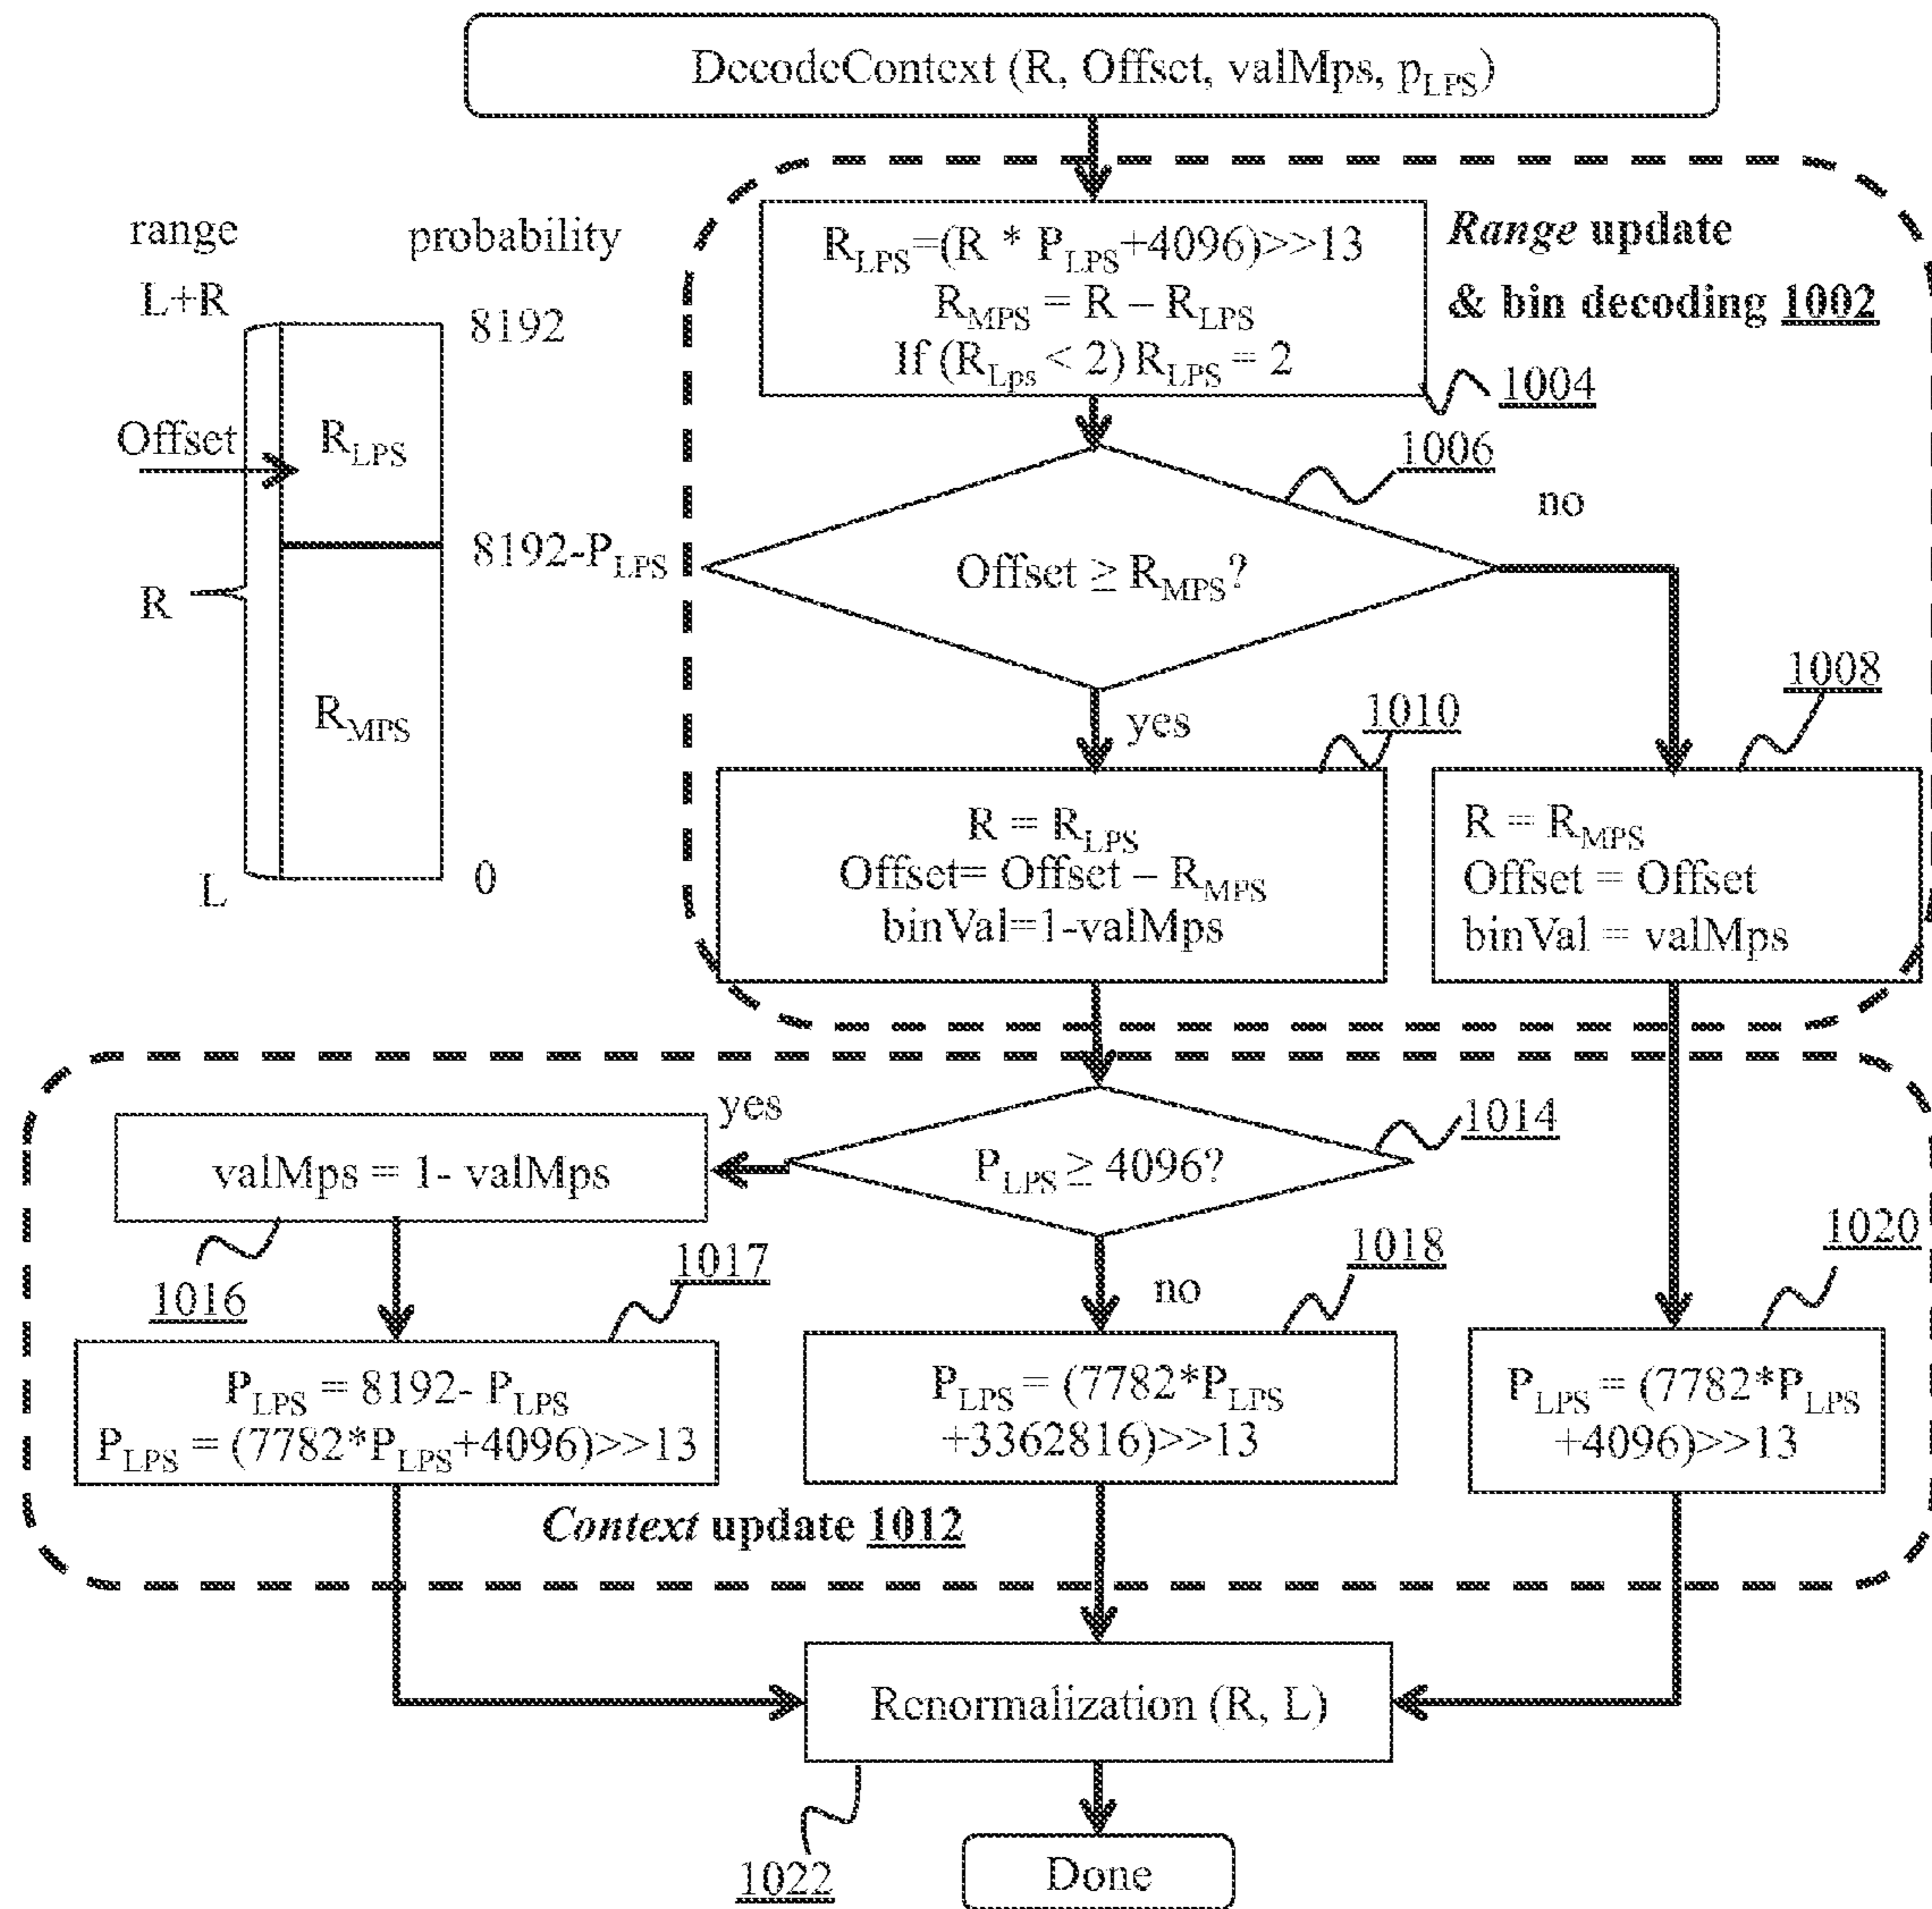 DecodeContext (R, Offset, valMps, pLPS)
range
probability
L+R
8192
Offset
RLPS
8192-PLPS
R
RMPS
L
0
RLPS=(R * PLPS+4096)>>13
RMPS = R – RLPS
If (RLps < 2) RLPS = 2
Range update
& bin decoding 1002
1004
1006
Offset ≥ RMPS?
no
yes
1008
1010
R = RLPS
Offset= Offset – RMPS
binVal=1-valMps
R = RMPS
Offset = Offset
binVal = valMps
PLPS ≥ 4096?
1014
yes
valMps = 1- valMps
1016
1017
no
1018
1020
PLPS = 8192- PLPS
PLPS = (7782*PLPS+4096)>>13
PLPS = (7782*PLPS
+3362816)>>13
PLPS = (7782*PLPS
+4096)>>13
Context update 1012
Renormalization (R, L)
1022
Done